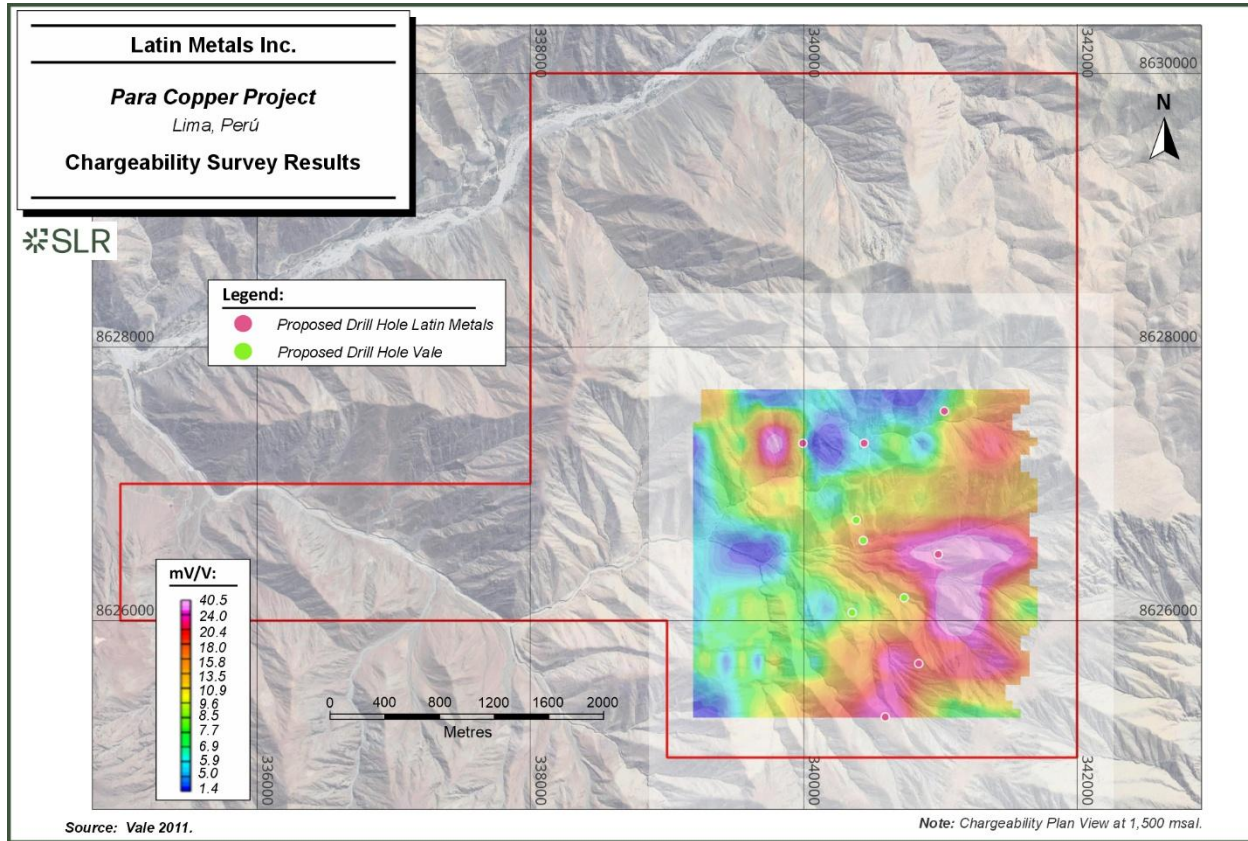 Latin Metals Inc.
Para Copper Project
Lima, Perú
Chargeability Survey Results
SLR
338000
340000
342000
8630000
N
Legend:
Proposed Drill Hole Latin Metals
Proposed Drill Hole Vale
8628000
8628000
mV/V:
40.5
24.0
20.4
18.0
15.8
13.5
10.9
9.6
8.5
7.7
6.9
5.9
5.0
1.4
8626000
8626000
0 400 800 1200 1600 2000
Metres
336000
338000
340000
342000
Source: Vale 2011.
Note: Chargeability Plan View at 1,500 msal.